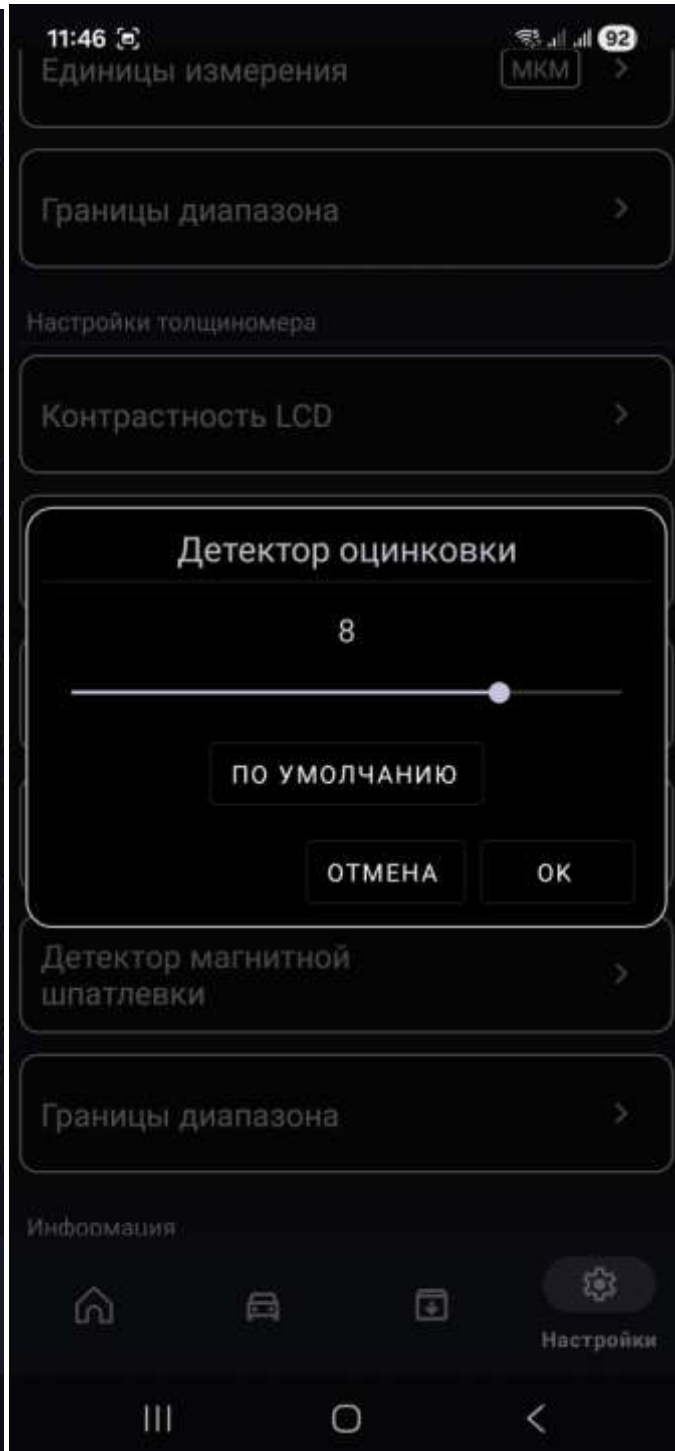 11:46 92
Единицы измерения МКМ
Границы диапазона
Настройки толщиномера
Контрастность LCD
Детектор оцинковки
8
ПО УМОЛЧАНИЮ
ОТМЕНА OK
Детектор магнитной
шпатлевки
Границы диапазона
Информация
Настройки